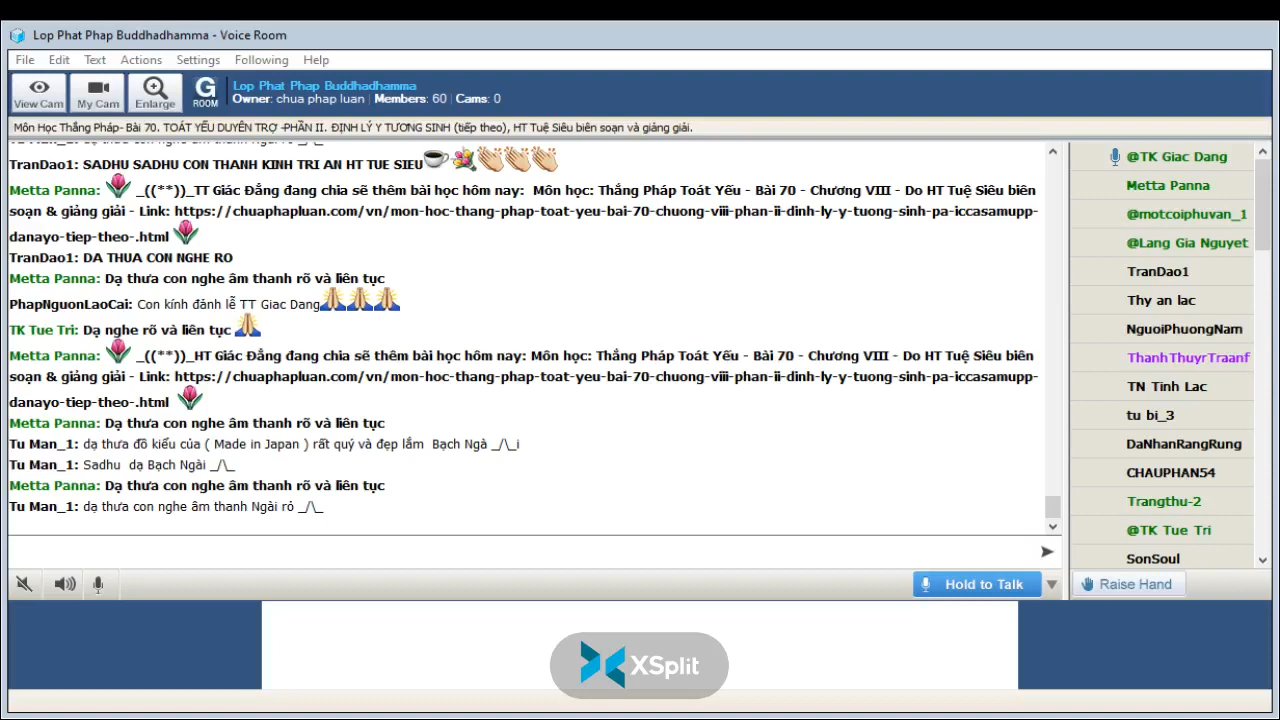 Lop Phat Phap Buddhadhamma - Voice Room
File Edit Text Actions Settings Following Help
View Cam
My Cam
Enlarge
G ROOM
Lop Phat Phap Buddhadhamma
Owner: chua phap luan | Members: 60 | Cams: 0
Môn Học Thắng Pháp- Bài 70. TOÁT YẾU DUYÊN TRỢ -PHẦN II. ĐỊNH LÝ Y TƯƠNG SINH (tiếp theo), HT Tuệ Siêu biên soạn và giảng giải.
TranDao1: SADHU SADHU CON THANH KINH TRI AN HT TUE SIEU
Metta Panna: _((**))_TT Giác Đẳng đang chia sẽ thêm bài học hôm nay: Môn học: Thắng Pháp Toát Yếu - Bài 70 - Chương VIII - Do HT Tuệ Siêu biên
soạn & giảng giải - Link: https://chuaphapluan.com/vn/mon-hoc-thang-phap-toat-yeu-bai-70-chuong-viii-phan-ii-dinh-ly-y-tuong-sinh-pa-iccasamupp-
danayo-tiep-theo-.html
TranDao1: DA THUA CON NGHE RO
Metta Panna: Dạ thưa con nghe âm thanh rõ và liên tục
PhapNguonLaoCai: Con kính đảnh lễ TT Giac Dang
TK Tue Tri: Dạ nghe rõ và liên tục
Metta Panna: _((**))_HT Giác Đẳng đang chia sẽ thêm bài học hôm nay: Môn học: Thắng Pháp Toát Yếu - Bài 70 - Chương VIII - Do HT Tuệ Siêu biên
soạn & giảng giải - Link: https://chuaphapluan.com/vn/mon-hoc-thang-phap-toat-yeu-bai-70-chuong-viii-phan-ii-dinh-ly-y-tuong-sinh-pa-iccasamupp-
danayo-tiep-theo-.html
Metta Panna: Dạ thưa con nghe âm thanh rõ và liên tục
Tu Man_1: dạ thưa đồ kiểu của ( Made in Japan ) rất quý và đẹp lắm Bạch Ngà _/\_i
Tu Man_1: Sadhu dạ Bạch Ngài _/\_
Metta Panna: Dạ thưa con nghe âm thanh rõ và liên tục
Tu Man_1: dạ thưa con nghe âm thanh Ngài rỏ _/\_
@TK Giac Dang
Metta Panna
@motcoiphuvan_1
@Lang Gia Nguyet
TranDao1
Thy an lac
NguoiPhuongNam
ThanhThuyrTraanf
TN Tinh Lac
tu bi_3
DaNhanRangRung
CHAUPHAN54
Trangthu-2
@TK Tue Tri
SonSoul
Hold to Talk
Raise Hand
XSplit